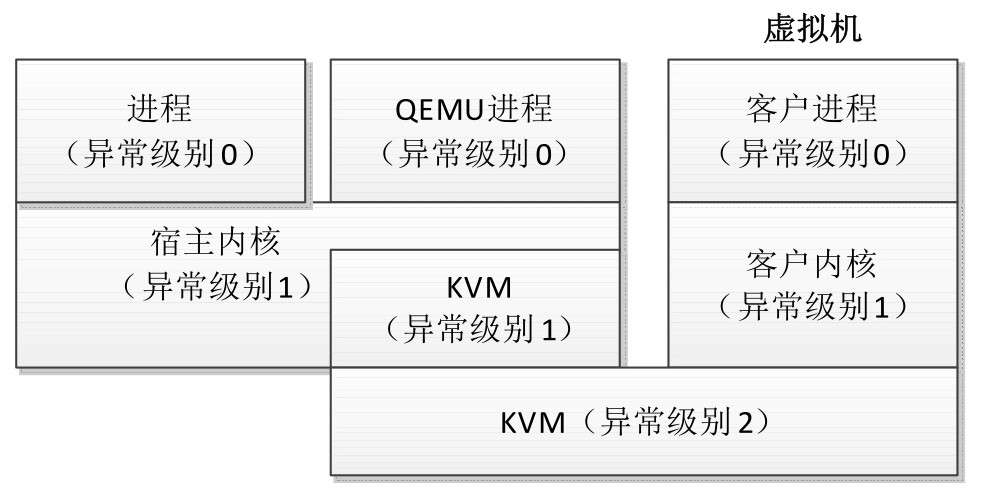 虚拟机
进程
（异常级别0）
QEMU进程
（异常级别0）
客户进程
（异常级别0）
宿主内核
（异常级别1）
KVM
（异常级别1）
客户内核
（异常级别1）
KVM（异常级别2）